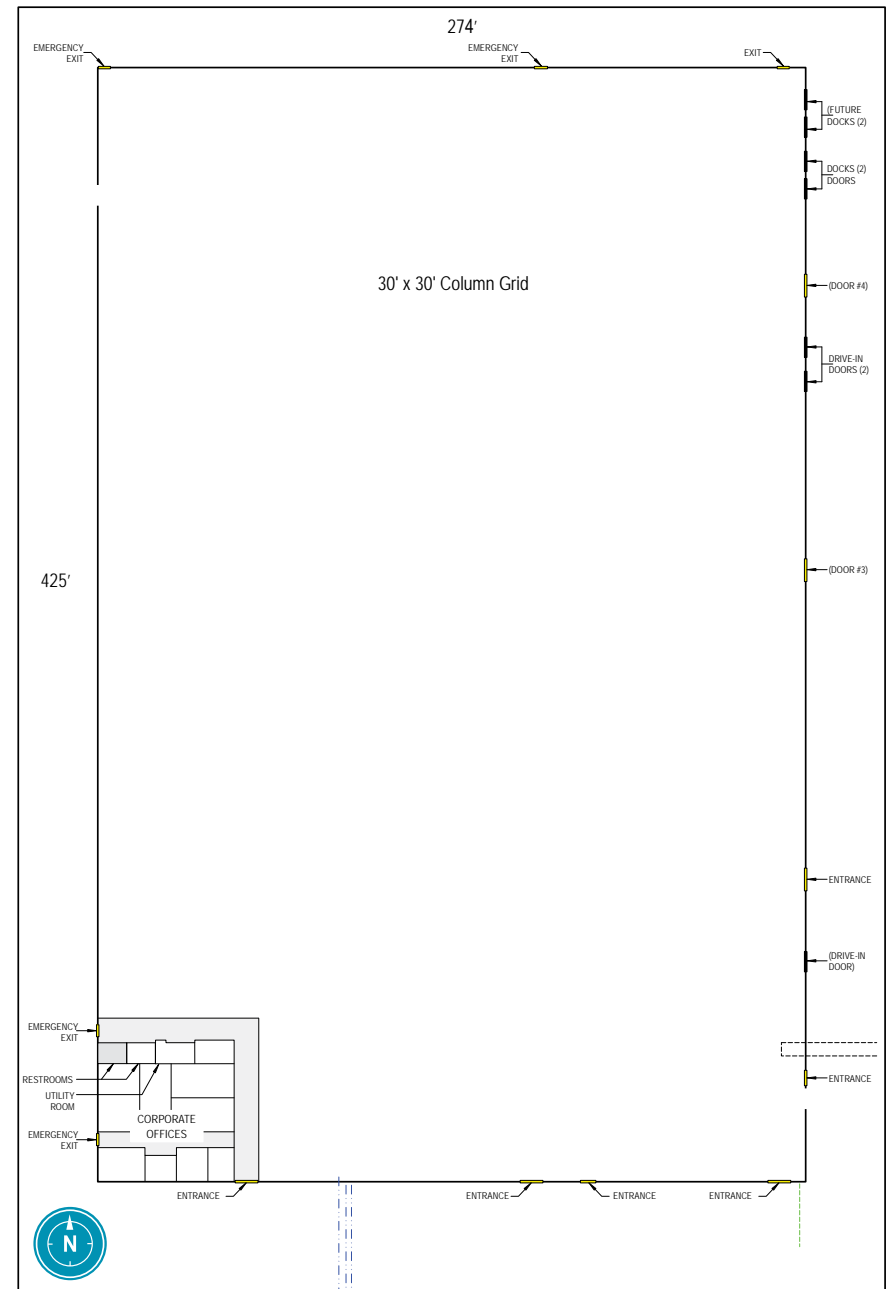 274'
EMERGENCY
EXIT
EMERGENCY
EXIT
EXIT
(FUTURE
DOCKS (2)
DOCKS (2)
DOORS
30' x 30' Column Grid
(DOOR #4)
DRIVE-IN
DOORS (2)
(DOOR #3)
425'
ENTRANCE
(DRIVE-IN
DOOR)
EMERGENCY
EXIT
RESTROOMS
UTILITY
ROOM
ENTRANCE
CORPORATE
OFFICES
EMERGENCY
EXIT
ENTRANCE
ENTRANCE
ENTRANCE
ENTRANCE
N